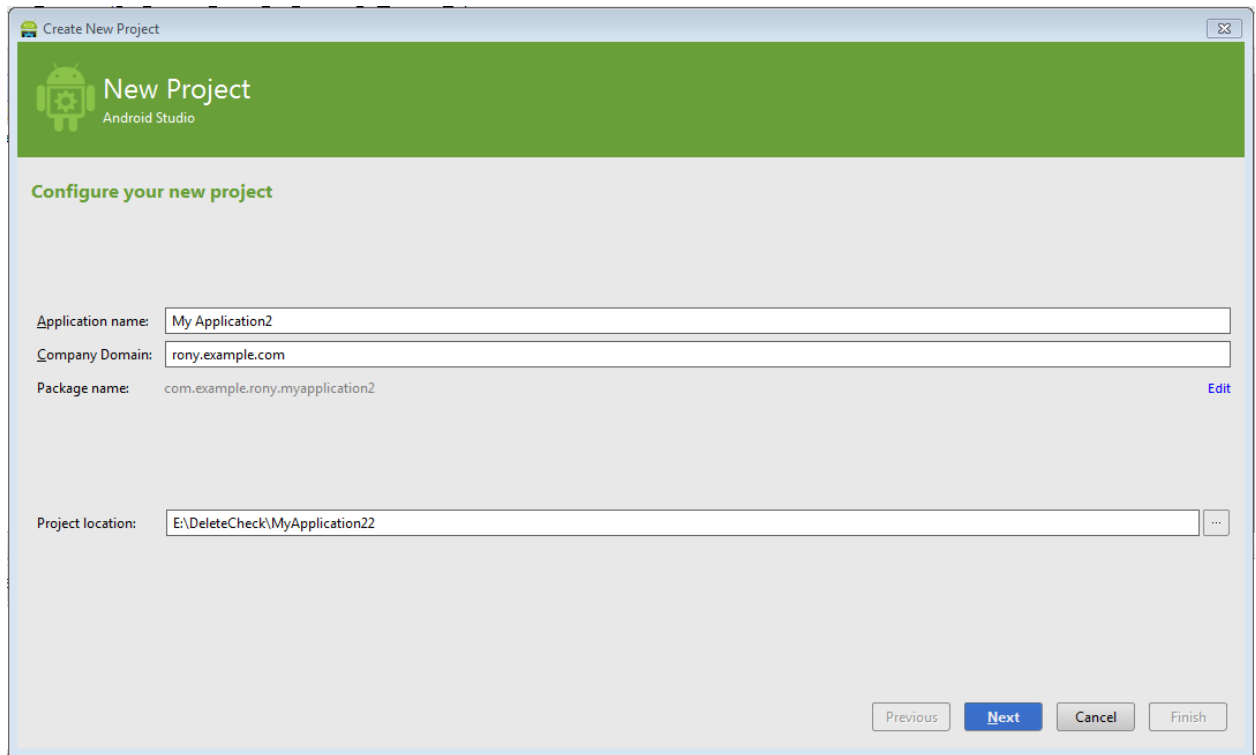 Create New Project
New Project
Android Studio
Configure your new project
Application name: My Application2
Company Domain: rony.example.com
Package name: com.example.rony.myapplication2 Edit
Project location: E:\DeleteCheck\MyApplication22 ...
Previous Next Cancel Finish